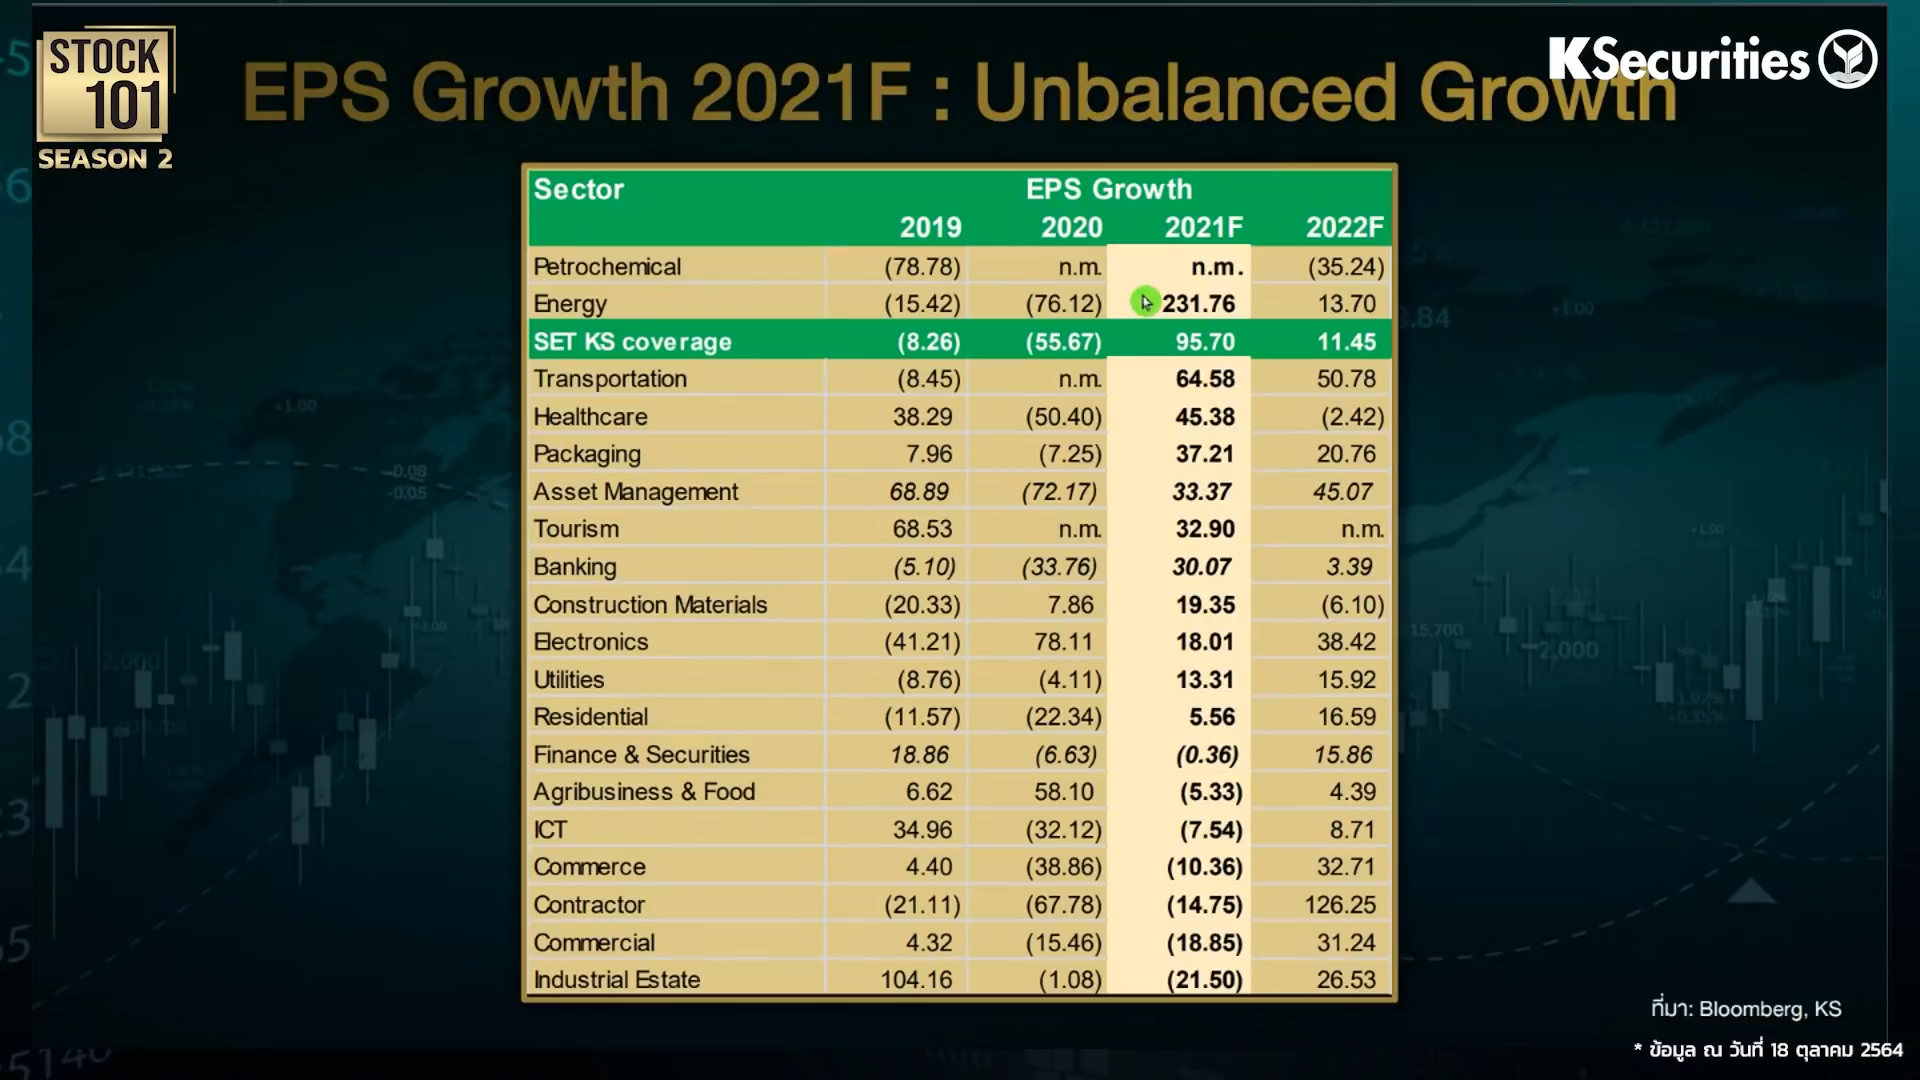 STOCK
101
SEASON 2
KSecurities
EPS Growth 2021F : Unbalanced Growth
Sector EPS Growth
2019 2020 2021F 2022F
Petrochemical (78.78) n.m. n.m. (35.24)
Energy (15.42) (76.12) 231.76 13.70
SET KS coverage (8.26) (55.67) 95.70 11.45
Transportation (8.45) n.m. 64.58 50.78
Healthcare 38.29 (50.40) 45.38 (2.42)
Packaging 7.96 (7.25) 37.21 20.76
Asset Management 68.89 (72.17) 33.37 45.07
Tourism 68.53 n.m. 32.90 n.m.
Banking (5.10) (33.76) 30.07 3.39
Construction Materials (20.33) 7.86 19.35 (6.10)
Electronics (41.21) 78.11 18.01 38.42
Utilities (8.76) (4.11) 13.31 15.92
Residential (11.57) (22.34) 5.56 16.59
Finance & Securities 18.86 (6.63) (0.36) 15.86
Agribusiness & Food 6.62 58.10 (5.33) 4.39
ICT 34.96 (32.12) (7.54) 8.71
Commerce 4.40 (38.86) (10.36) 32.71
Contractor (21.11) (67.78) (14.75) 126.25
Commercial 4.32 (15.46) (18.85) 31.24
Industrial Estate 104.16 (1.08) (21.50) 26.53
ที่มา: Bloomberg, KS
* ข้อมูล ณ วันที่ 18 ตุลาคม 2564